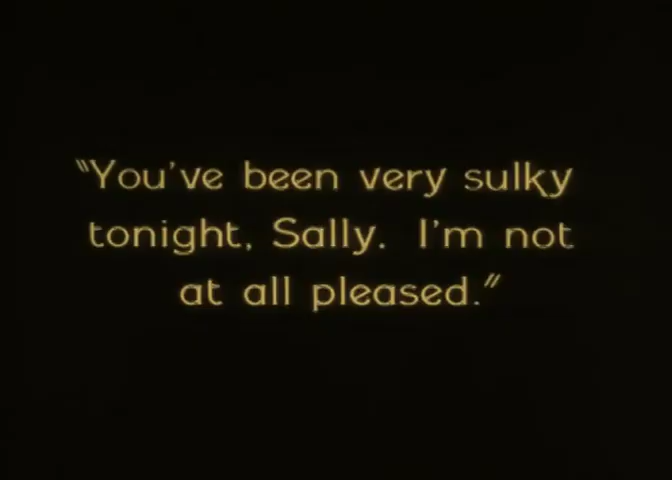 "You've been very sulky
tonight, Sally. I'm not
at all pleased."